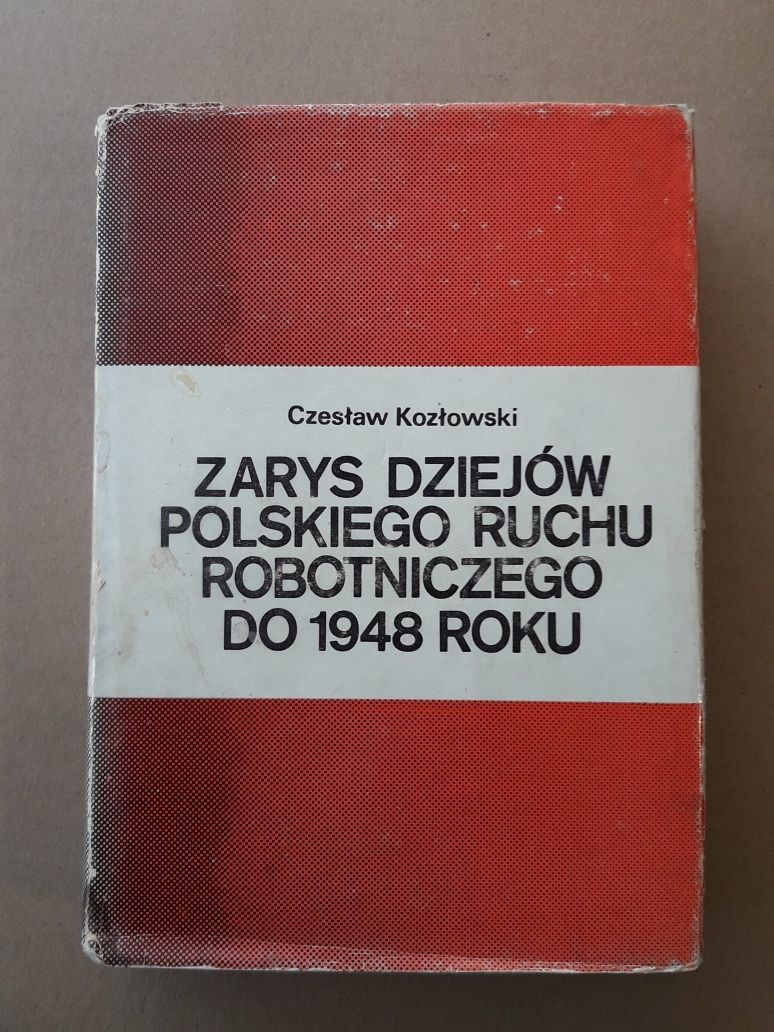 Czesław Kozłowski
ZARYS DZIEJÓW
POLSKIEGO RUCHU
ROBOTNICZEGO
DO 1948 ROKU